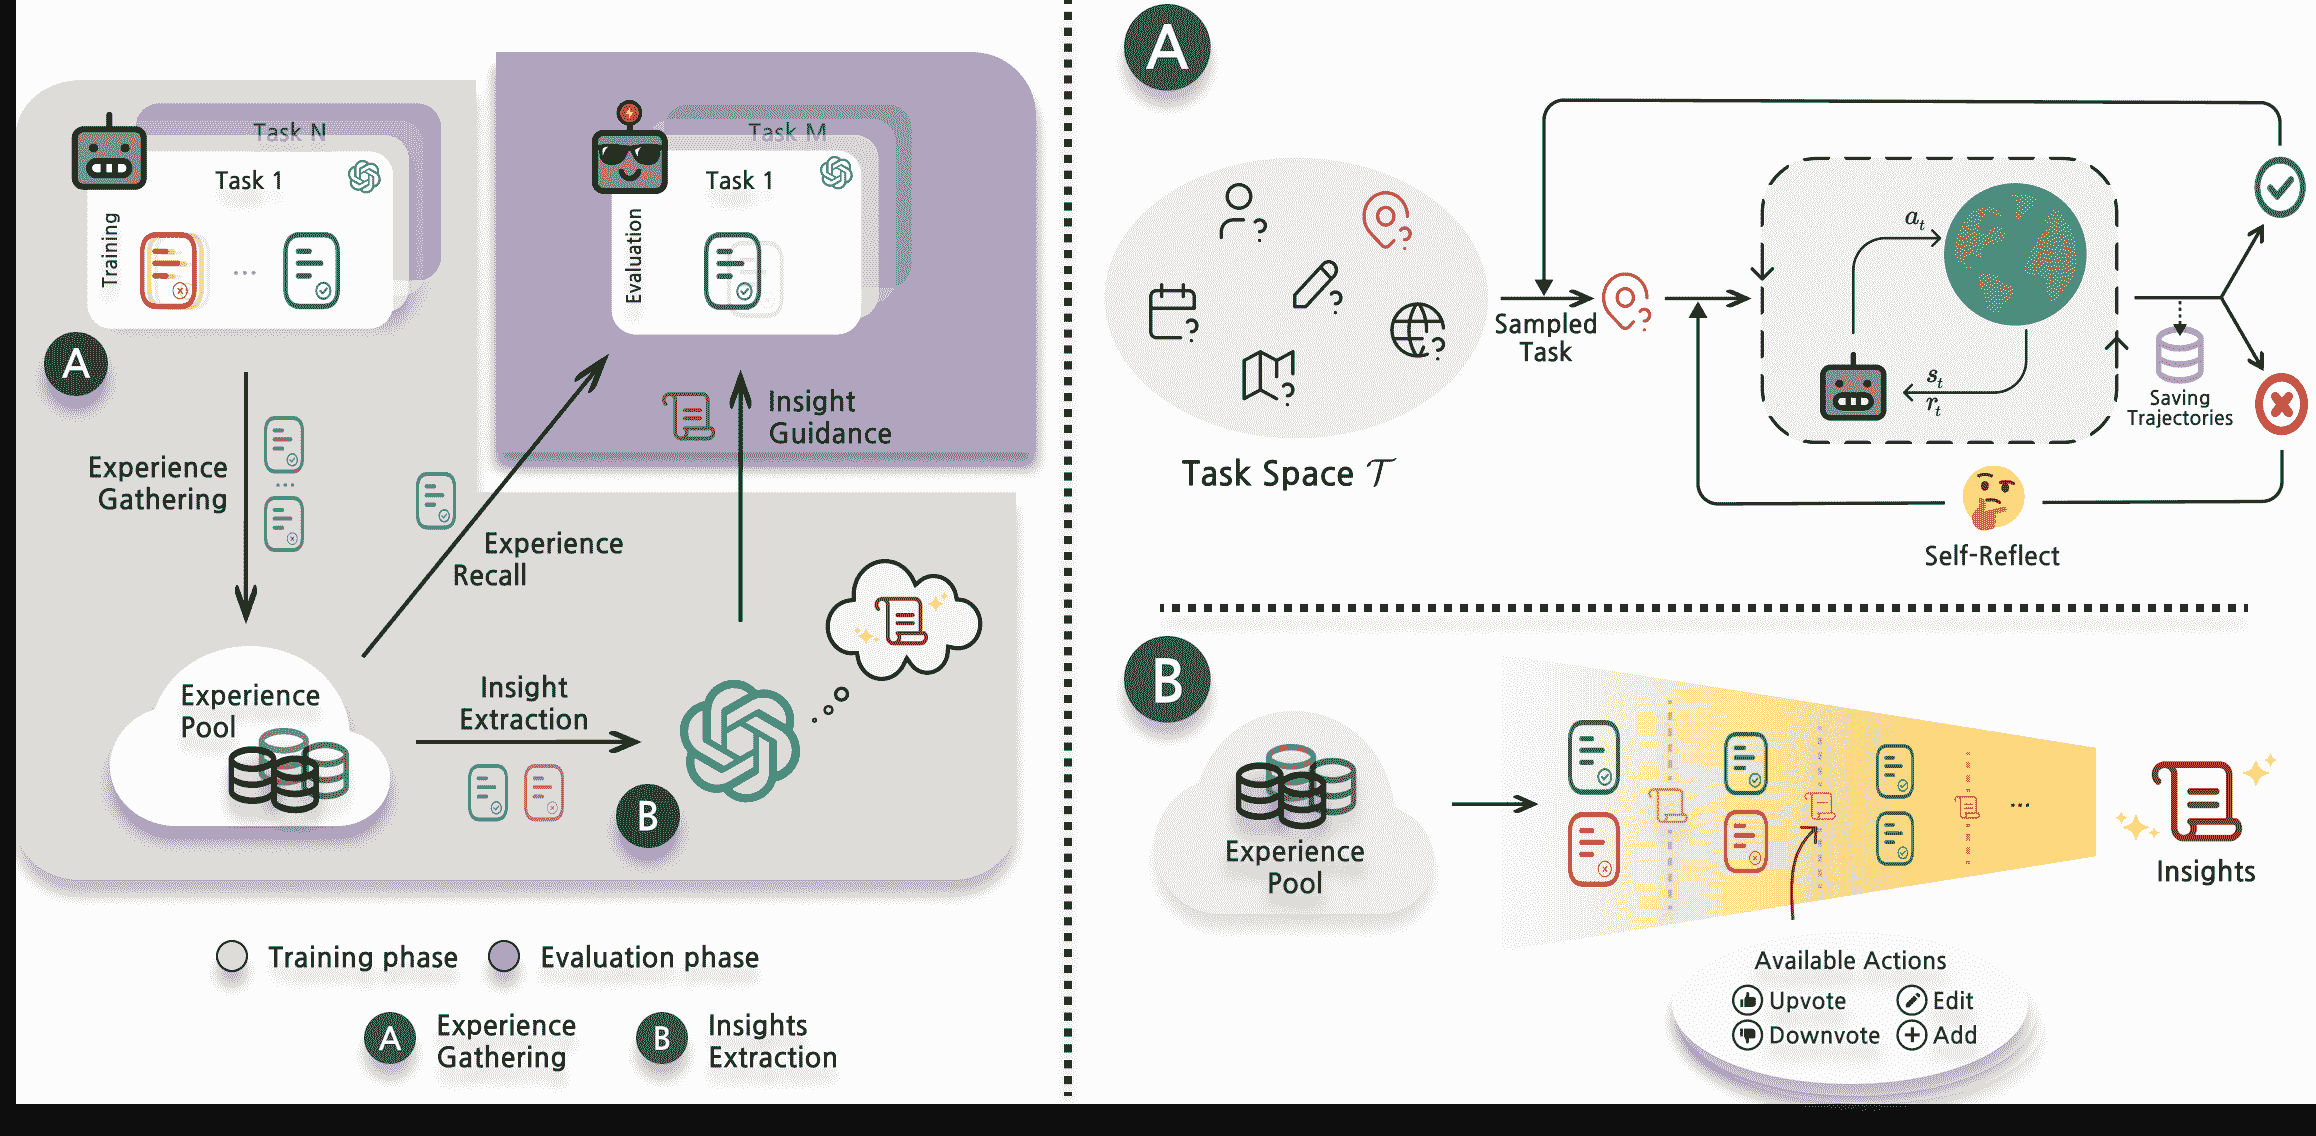 Task N
Task 1
Training
A
Experience
Gathering
Task M
Task 1
Evaluation
Insight
Guidance
Experience
Recall
Experience
Pool
Insight
Extraction
B
Training phase
Evaluation phase
A
Experience
Gathering
B
Insights
Extraction
A
Task Space 𝒯
Sampled
Task
a_t
s_t
r_t
Saving
Trajectories
Self-Reflect
B
Experience
Pool
...
Insights
Available Actions
Upvote
Edit
Downvote
Add